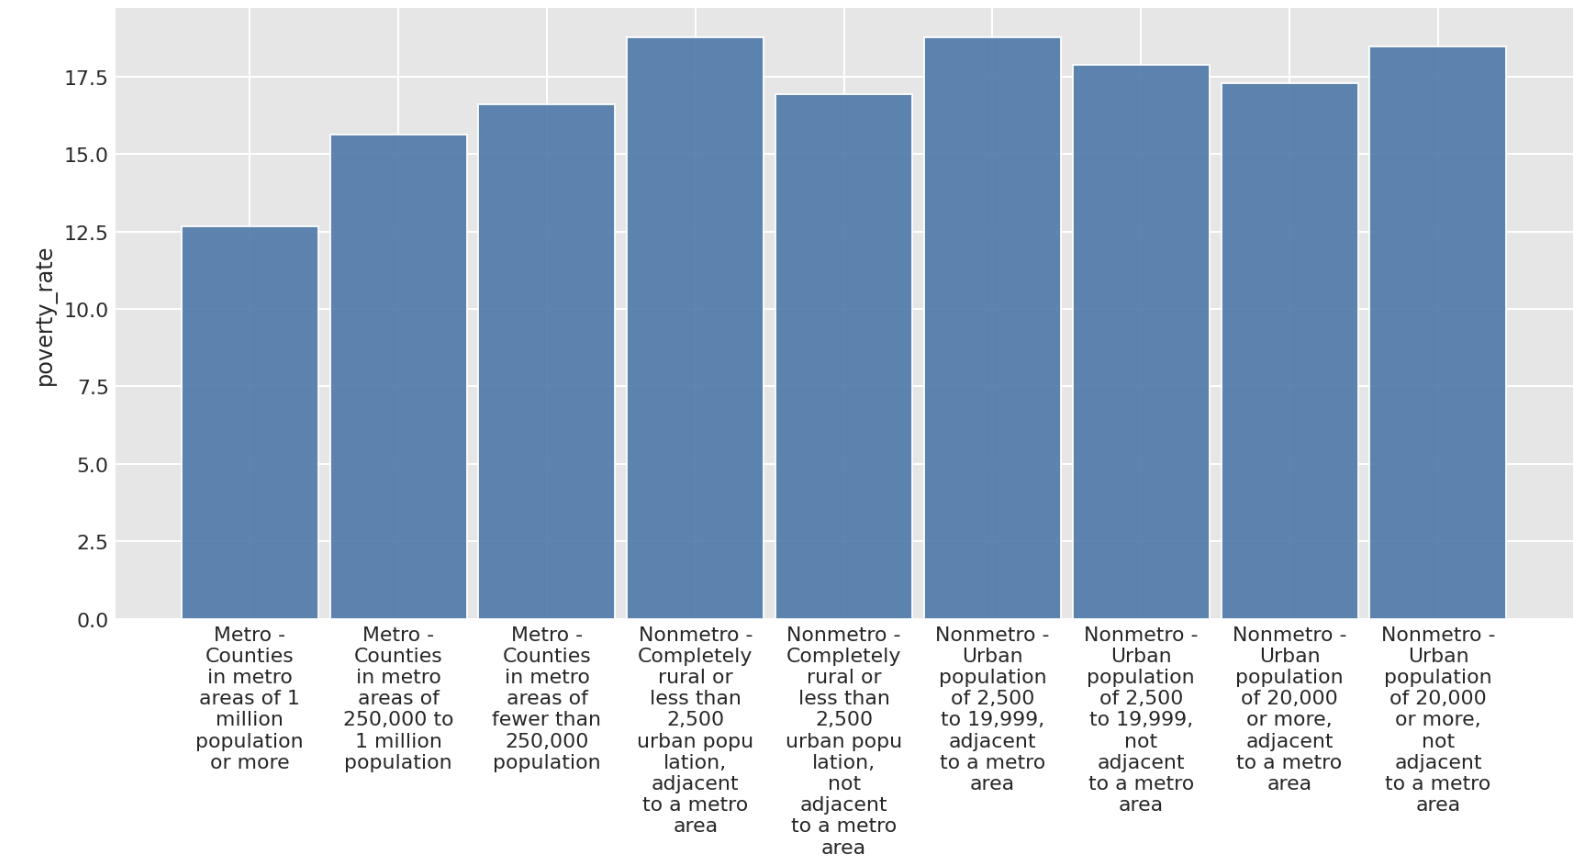 17.5
15.0
12.5
10.0
7.5
5.0
2.5
0.0
poverty_rate
Metro -
Counties
in metro
areas of 1
million
population
or more
Metro -
Counties
in metro
areas of
250,000 to
1 million
population
Metro -
Counties
in metro
areas of
fewer than
250,000
population
Nonmetro -
Completely
rural or
less than
2,500
urban popu
lation,
adjacent
to a metro
area
Nonmetro -
Completely
rural or
less than
2,500
urban popu
lation,
not
adjacent
to a metro
area
Nonmetro -
Urban
population
of 2,500
to 19,999,
adjacent
to a metro
area
Nonmetro -
Urban
population
of 2,500
to 19,999,
not
adjacent
to a metro
area
Nonmetro -
Urban
population
of 20,000
or more,
adjacent
to a metro
area
Nonmetro -
Urban
population
of 20,000
or more,
not
adjacent
to a metro
area